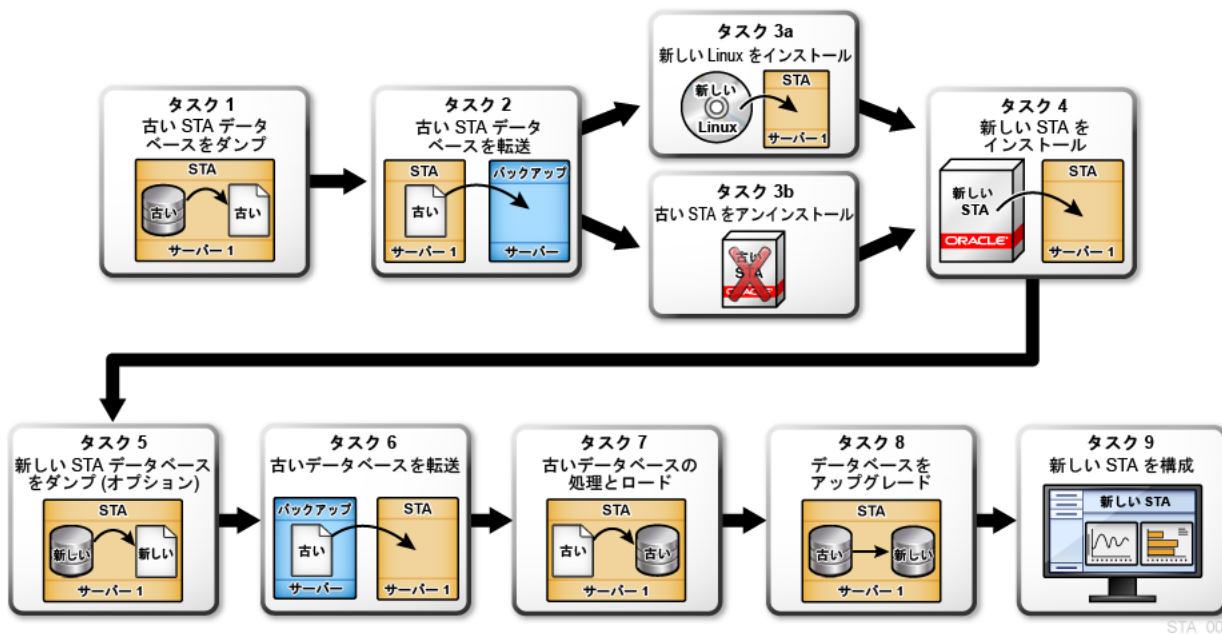 タスク 1
古い STA データ
ベースをダンプ
STA
古い
古い
サーバー 1
タスク 2
古い STA データ
ベースを転送
STA
古い
サーバー 1
バックアップ
サーバー
タスク 3a
新しい Linux をインストール
新しい
Linux
STA
サーバー 1
タスク 3b
古い STA をアンインストール
古い
STA
ORACLE
タスク 4
新しい STA を
インストール
新しい
STA
ORACLE
STA
サーバー 1
タスク 5
新しい STA データベース
をダンプ (オプション)
STA
新しい
新しい
サーバー 1
タスク 6
古いデータベースを転送
バックアップ
古い
サーバー
STA
サーバー 1
タスク 7
古いデータベースの
処理とロード
STA
古い
古い
サーバー 1
タスク 8
データベースを
アップグレード
STA
古い
新しい
サーバー 1
タスク 9
新しい STA を構成
新しい STA
STA_00